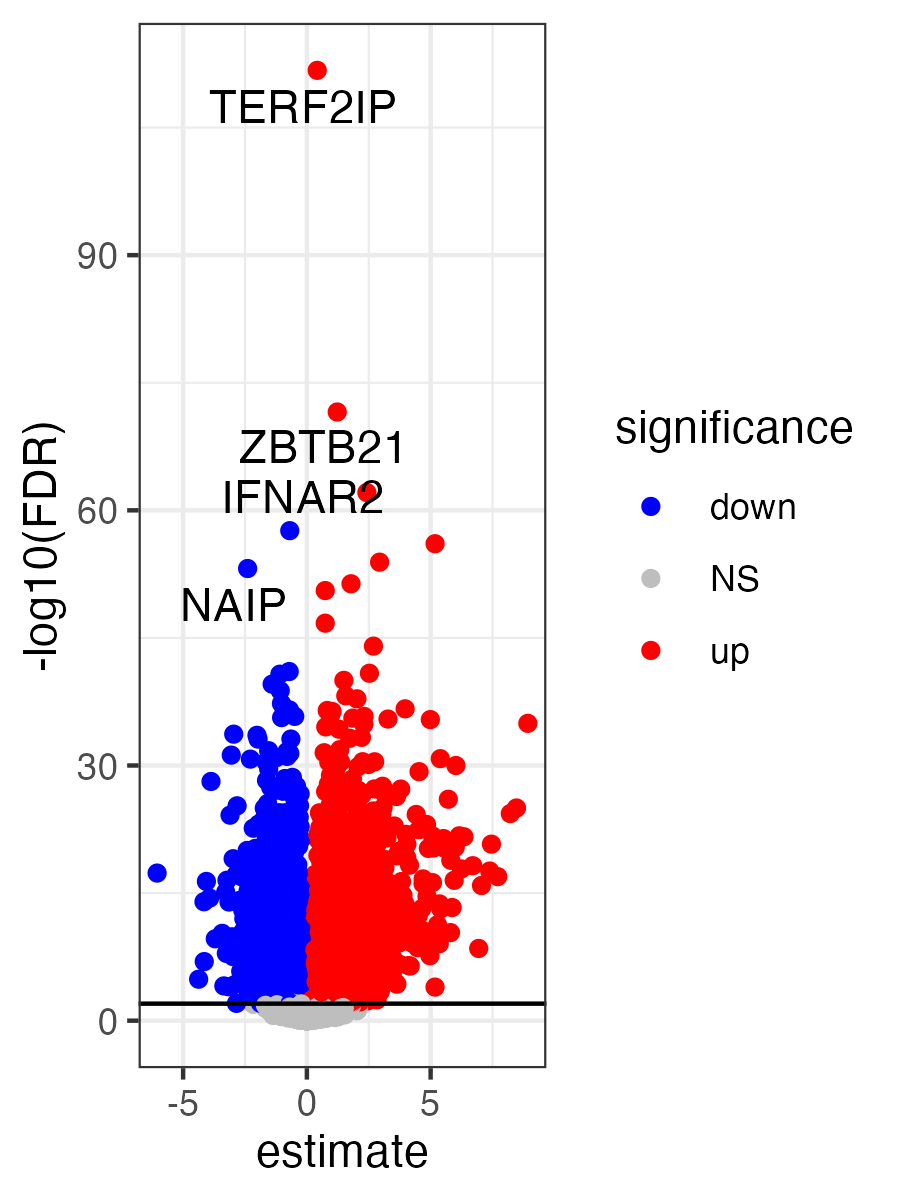 TERF2IP
90
ZBTB21
IFNAR2
60
NAIP
30
0
-5 0 5
estimate
-log10(FDR)
significance
down
NS
up